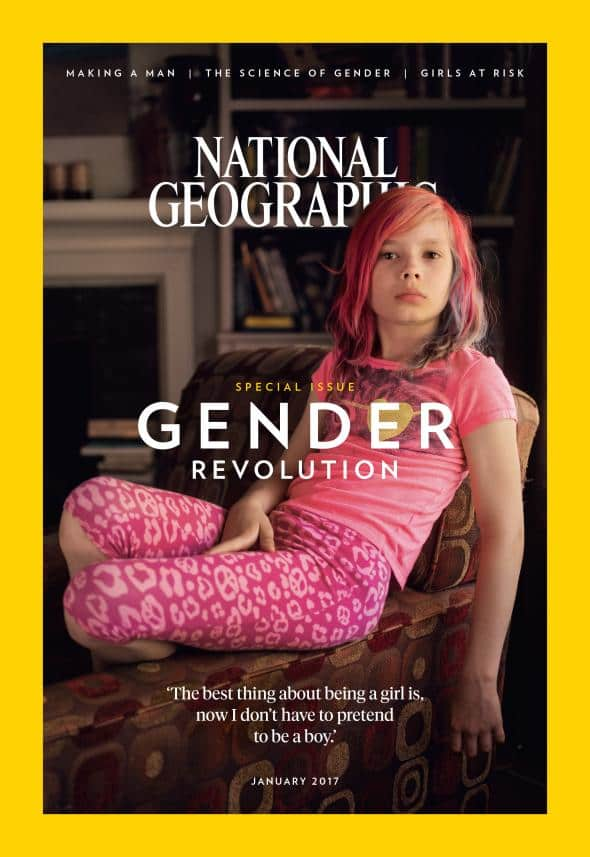 MAKING A MAN | THE SCIENCE OF GENDER | GIRLS AT RISK
NATIONAL
GEOGRAPHIC
SPECIAL ISSUE
GENDER
REVOLUTION
‘The best thing about being a girl is,
now I don’t have to pretend
to be a boy.’
JANUARY 2017